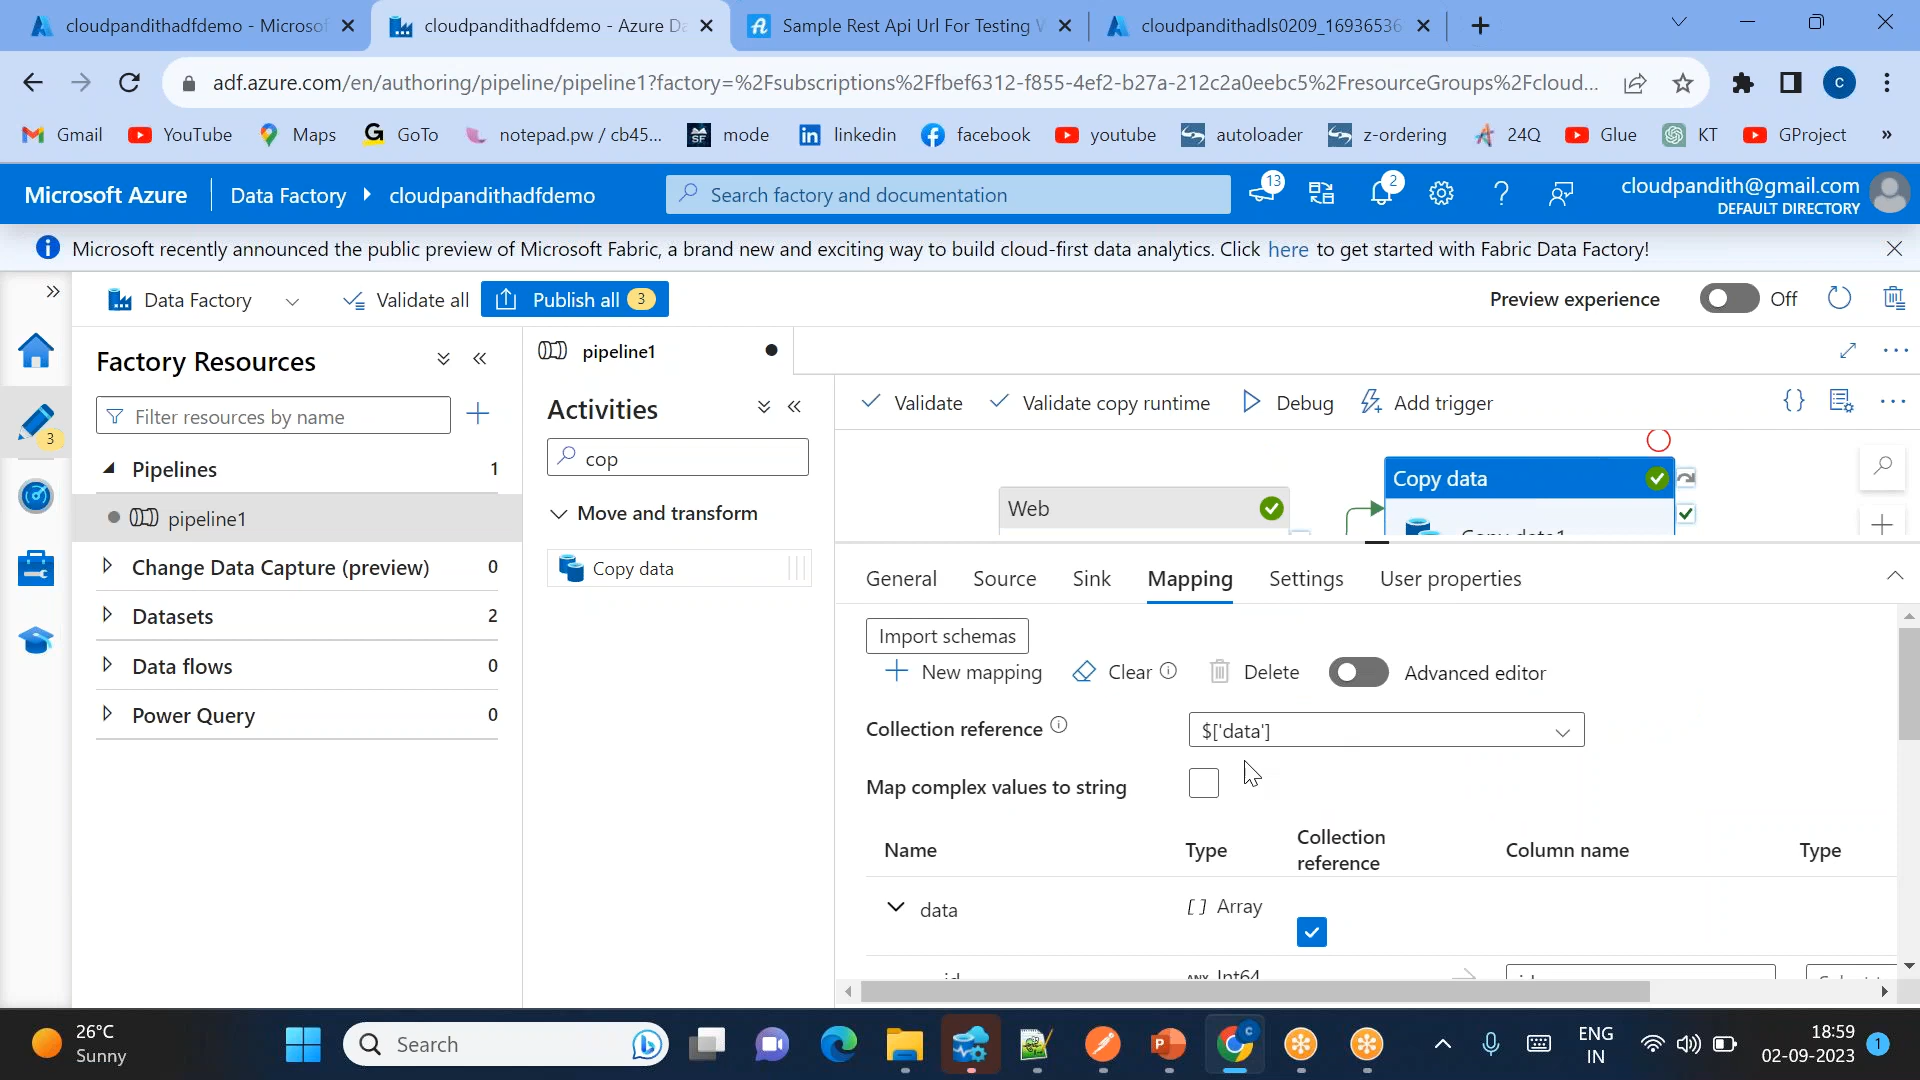 cloudpandithadfdemo - Microsof
cloudpandithadfdemo - Azure Da
Sample Rest Api Url For Testing W
cloudpandithadls0209_16936536
adf.azure.com/en/authoring/pipeline/pipeline1?factory=%2Fsubscriptions%2Ffbef6312-f855-4ef2-b27a-212c2a0eebc5%2FresourceGroups%2Fcloud...
C
Gmail
YouTube
Maps
GoTo
notepad.pw / cb45...
mode
linkedin
facebook
youtube
autoloader
z-ordering
24Q
Glue
KT
GProject
»
Microsoft Azure
Data Factory
cloudpandithadfdemo
Search factory and documentation
13
2
cloudpandith@gmail.com
DEFAULT DIRECTORY
Microsoft recently announced the public preview of Microsoft Fabric, a brand new and exciting way to build cloud-first data analytics. Click here to get started with Fabric Data Factory!
Data Factory
Validate all
Publish all 3
Preview experience
Off
3
Factory Resources
Filter resources by name
Pipelines 1
pipeline1
Change Data Capture (preview) 0
Datasets 2
Data flows 0
Power Query 0
pipeline1
Activities
cop
Move and transform
Copy data
Validate
Validate copy runtime
Debug
Add trigger
Web
Copy data
General
Source
Sink
Mapping
Settings
User properties
Import schemas
New mapping
Clear
Delete
Advanced editor
Collection reference
$['data']
Map complex values to string
Name
Type
Collection
reference
Column name
Type
data
[ ] Array
26°C
Sunny
Search
C
ENG
IN
18:59
02-09-2023
1